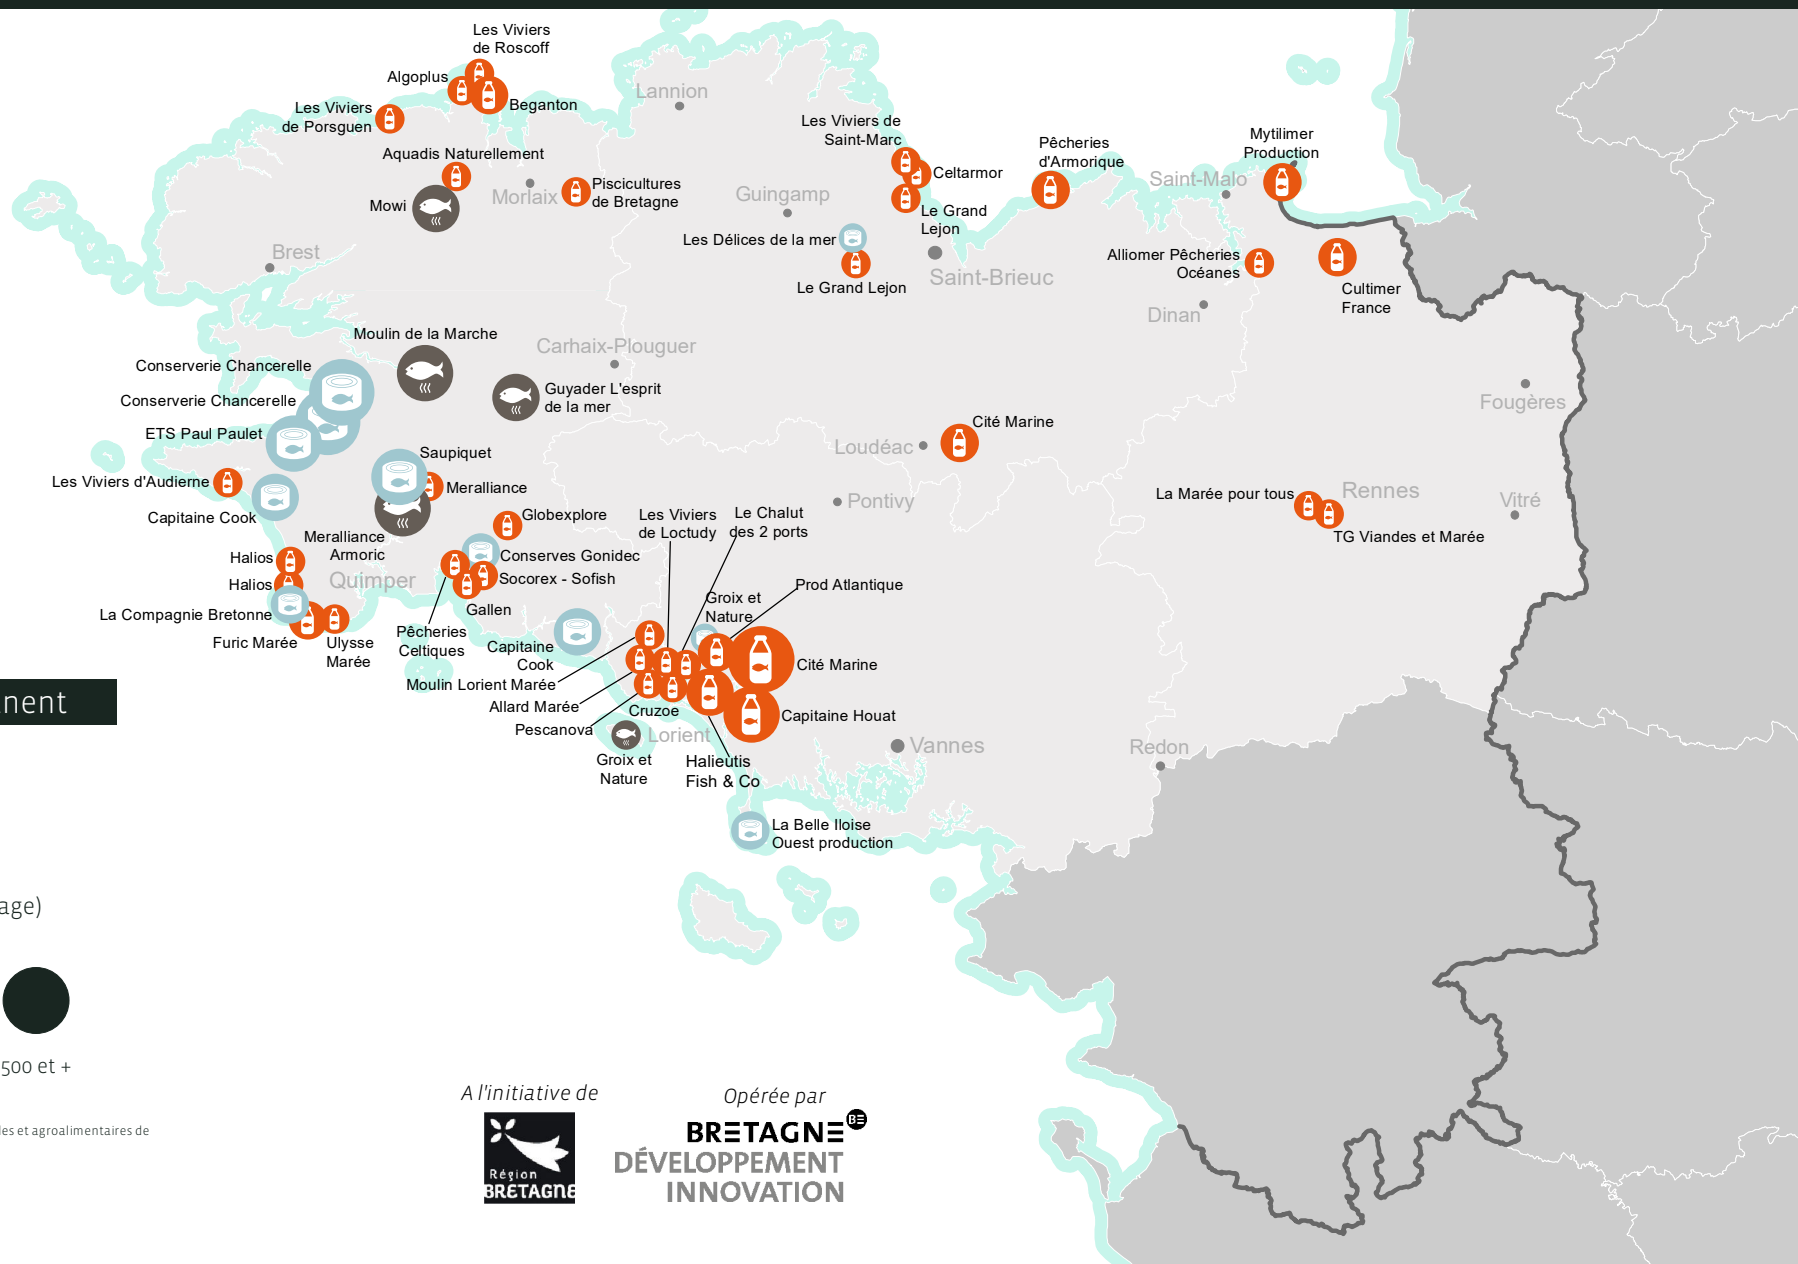 Les Viviers
de Roscoff
Algoplus
Beganton
Les Viviers
de Porsguen
Lannion
Les Viviers de
Saint-Marc
Aquadis Naturellement
Morlaix
Piscicultures
de Bretagne
Mowi
Guingamp
Celtarmor
Le Grand
Lejon
Pêcheries
d'Armorique
Saint-Malo
Mytilimer
Production
Les Délices de la mer
Le Grand Lejon
Saint-Brieuc
Alliomer Pêcheries
Océanes
Cultimer
France
Dinan
Brest
Moulin de la Marche
Carhaix-Plouguer
Conserverie Chancerelle
Conserverie Chancerelle
ETS Paul Paulet
Guyader L'esprit
de la mer
Fougères
Cité Marine
Loudéac
Saupiquet
Les Viviers d'Audierne
Meralliance
Capitaine Cook
Pontivy
La Marée pour tous
Rennes
Vitré
TG Viandes et Marée
Globexplore
Les Viviers
de Loctudy
Le Chalut
des 2 ports
Meralliance
Armoric
Halios
Halios
Quimper
Conserves Gonidec
Socorex - Sofish
Gallen
Prod Atlantique
Groix et
Nature
La Compagnie Bretonne
Furic Marée
Ulysse
Marée
Pêcheries
Celtiques
Capitaine
Cook
Moulin Lorient Marée
Cité Marine
Allard Marée
Cruzoe
Capitaine Houat
Pescanova
Lorient
Groix et
Nature
Halieutis
Fish & Co
Vannes
Redon
La Belle Iloise
Ouest production
nent
age)
500 et +
les et agroalimentaires de
A l'initiative de
Région
BRETAGNE
Opérée par
BRETAGNE
BE
DÉVELOPPEMENT
INNOVATION